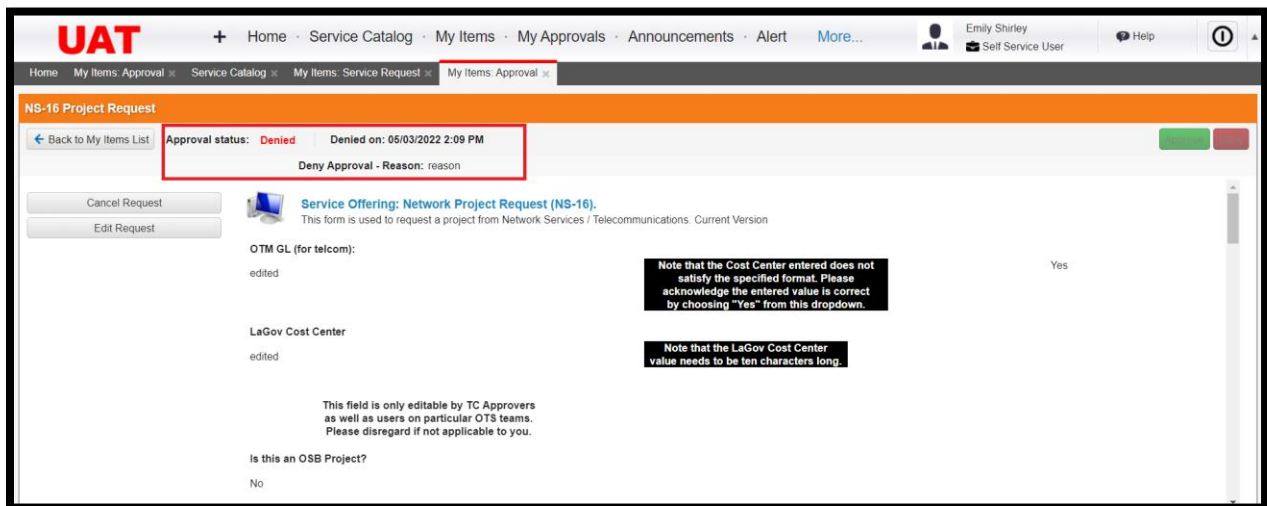 UAT
+ Home · Service Catalog · My Items · My Approvals · Announcements · Alert More...
Emily Shirley
Self Service User
Help
Home My Items: Approval × Service Catalog × My Items: Service Request × My Items: Approval ×
NS-16 Project Request
Back to My Items List
Approval status: Denied Denied on: 05/03/2022 2:09 PM
Deny Approval - Reason: reason
Cancel Request
Edit Request
Service Offering: Network Project Request (NS-16).
This form is used to request a project from Network Services / Telecommunications. Current Version
OTM GL (for telcom):
edited
Note that the Cost Center entered does not
satisfy the specified format. Please
acknowledge the entered value is correct
by choosing "Yes" from this dropdown.
Yes
LaGov Cost Center
edited
Note that the LaGov Cost Center
value needs to be ten characters long.
This field is only editable by TC Approvers
as well as users on particular OTS teams.
Please disregard if not applicable to you.
Is this an OSB Project?
No